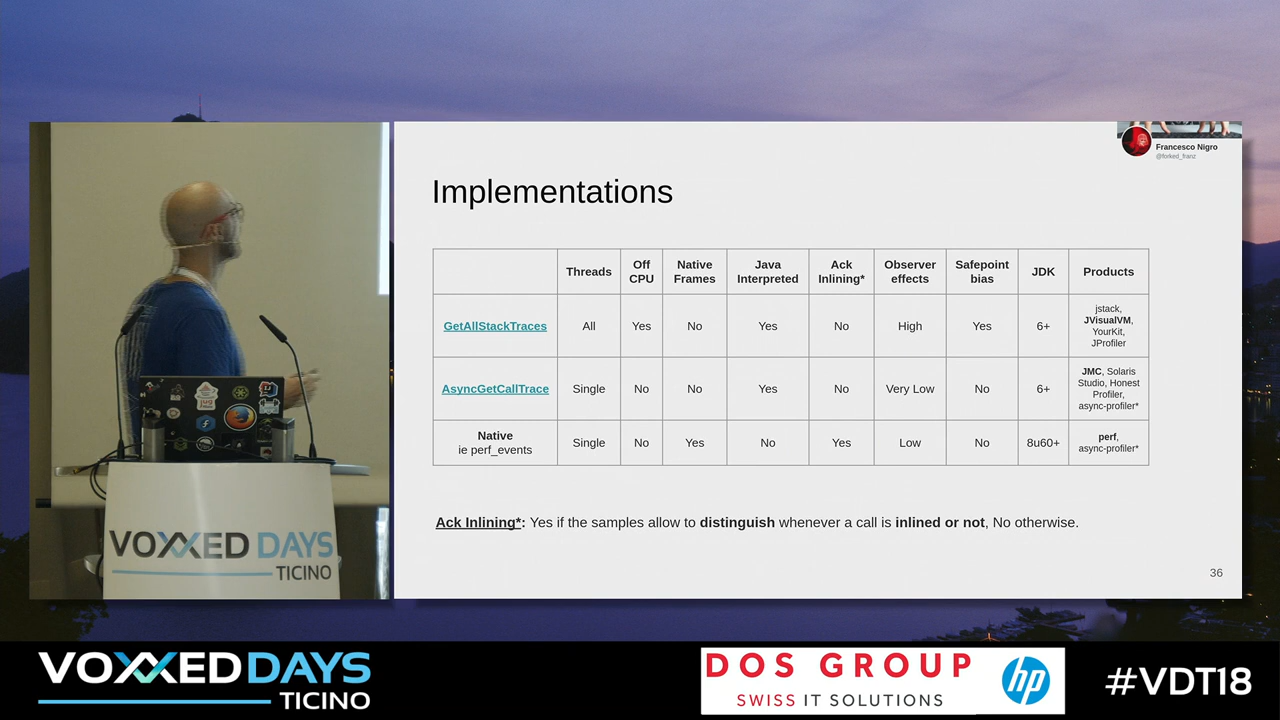 Francesco Nigro
@forked_franz
Implementations
Threads
Off
CPU
Native
Frames
Java
Interpreted
Ack
Inlining*
Observer
effects
Safepoint
bias
JDK
Products
GetAllStackTraces
All
Yes
No
Yes
No
High
Yes
6+
jstack,
JVisualVM,
YourKit,
JProfiler
AsyncGetCallTrace
Single
No
No
Yes
No
Very Low
No
6+
JMC, Solaris
Studio, Honest
Profiler,
async-profiler*
Native
ie perf_events
Single
No
Yes
No
Yes
Low
No
8u60+
perf,
async-profiler*
Ack Inlining*: Yes if the samples allow to distinguish whenever a call is inlined or not, No otherwise.
36
VOXXED DAYS
TICINO
VOXXED DAYS
TICINO
DOS GROUP
SWISS IT SOLUTIONS
hp
#VDT18